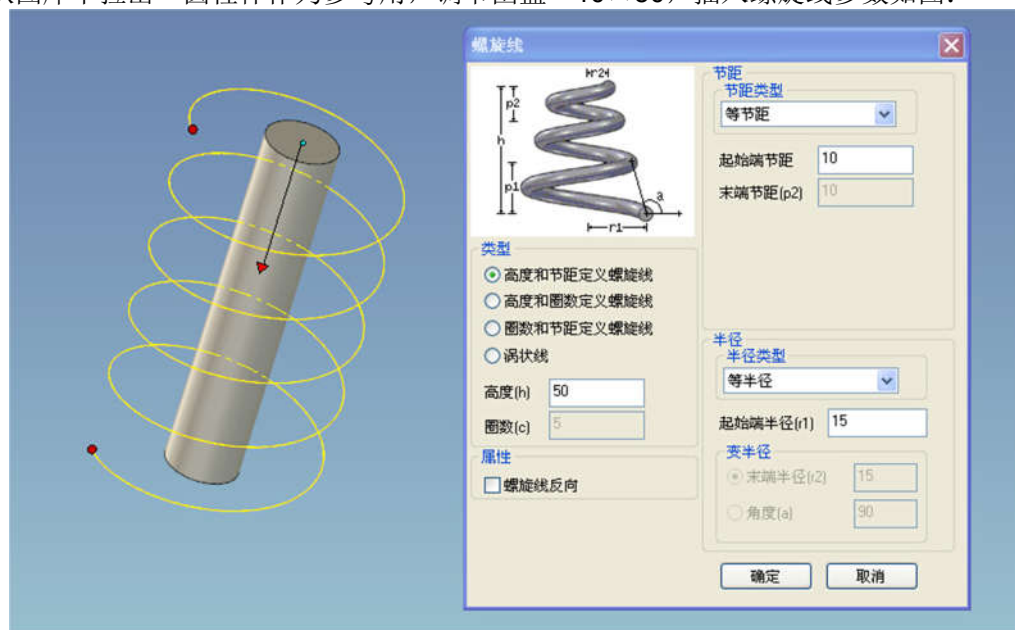 螺旋线
p2
h
p1
a
r1
类型
高度和节距定义螺旋线
高度和圈数定义螺旋线
圈数和节距定义螺旋线
涡状线
高度(h) 50
圈数(c) 5
属性
螺旋线反向
节距
节距类型
等节距
起始端节距 10
末端节距(p2) 10
半径
半径类型
等半径
起始端半径(r1) 15
变半径
末端半径(r2) 15
角度(a) 90
确定 取消